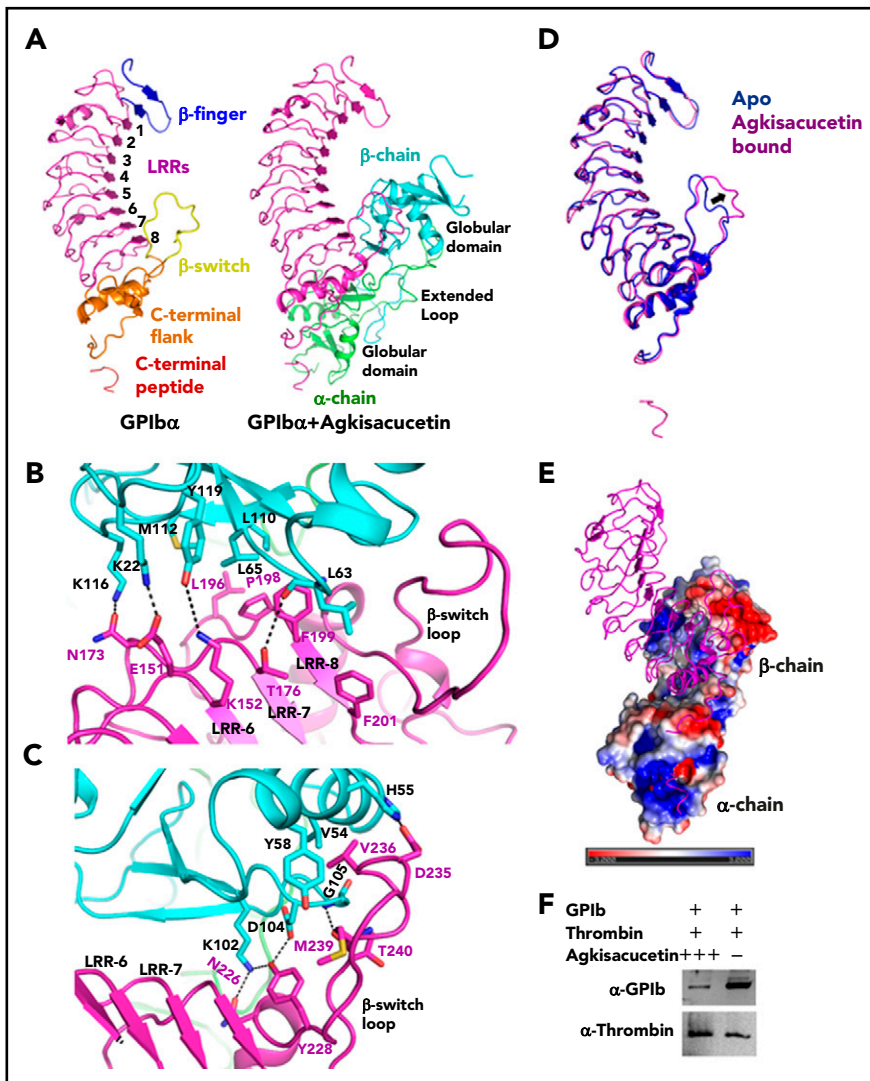 A
β-finger
1
2
3
4
5
6
7
8
LRRs
β-switch
C-terminal
flank
C-terminal
peptide
GPIbα
β-chain
Globular
domain
Extended
Loop
Globular
domain
α-chain
GPIbα+Agkisacucetin
D
Apo
Agkisacucetin
bound
B
Y119
M112
L110
K22
L65
L63
K116
L196
P198
β-switch
loop
N173
E151
F199
LRR-8
K152
T176
LRR-7
F201
LRR-6
C
H55
V54
Y58
V236
D235
G105
D104
K102
M239
T240
N226
LRR-6
LRR-7
β-switch
loop
Y228
E
β-chain
α-chain
F
GPIb + +
Thrombin + +
Agkisacucetin +++ −
α-GPIb
α-Thrombin